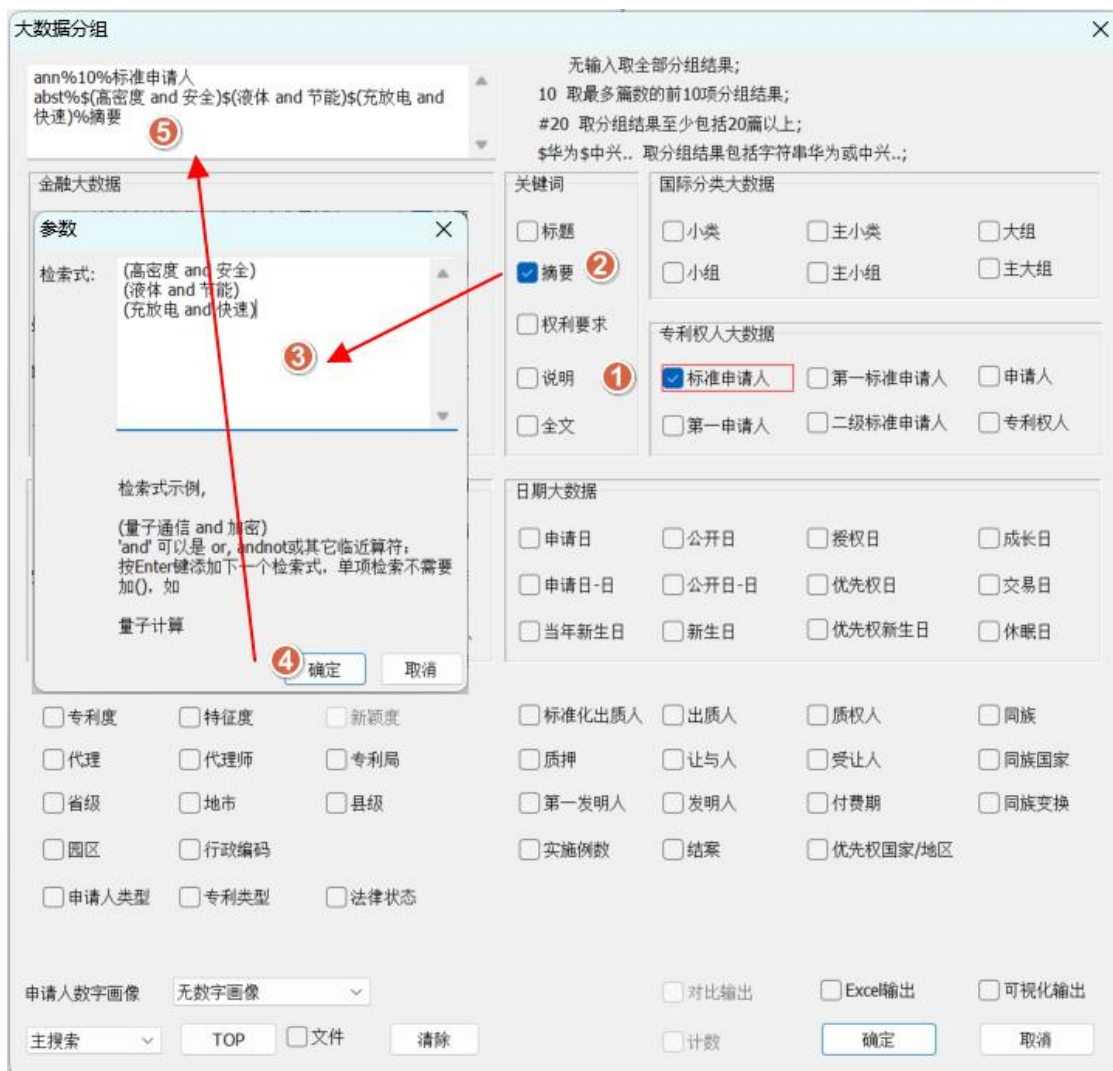 大数据分组
ann%10%标准申请人
abst%$(高密度 and 安全)$(液体 and 节能)$(充放电 and
快速)%摘要
5
无输入取全部分组结果;
10 取最多篇数的前10项分组结果;
#20 取分组结果至少包括20篇以上;
$华为$中兴.. 取分组结果包括字符串华为或中兴..;
金融大数据
参数
检索式:
(高密度 and 安全)
(液体 and 节能)
(充放电 and 快速)
3
检索式示例,
(量子通信 and 加密)
'and' 可以是 or, andnot或其它临近算符;
按Enter键添加下一个检索式, 单项检索不需要
加(), 如
量子计算
4
确定 取消
关键词
标题
摘要 2
权利要求
说明
全文
国际分类大数据
小类 主小类 大组
小组 主小组 主大组
专利权人大数据
1 标准申请人 第一标准申请人 申请人
第一申请人 二级标准申请人 专利权人
日期大数据
申请日 公开日 授权日 成长日
申请日-日 公开日-日 优先权日 交易日
当年新生日 新生日 优先权新生日 休眠日
专利度 特征度 新颖度 标准化出质人 出质人 质权人 同族
代理 代理师 专利局 质押 让与人 受让人 同族国家
省级 地市 县级 第一发明人 发明人 付费期 同族变换
园区 行政编码 实施例数 结案 优先权国家/地区
申请人类型 专利类型 法律状态
申请人数字画像 无数字画像 对比输出 Excel输出 可视化输出
主搜索 TOP 文件 清除 计数 确定 取消